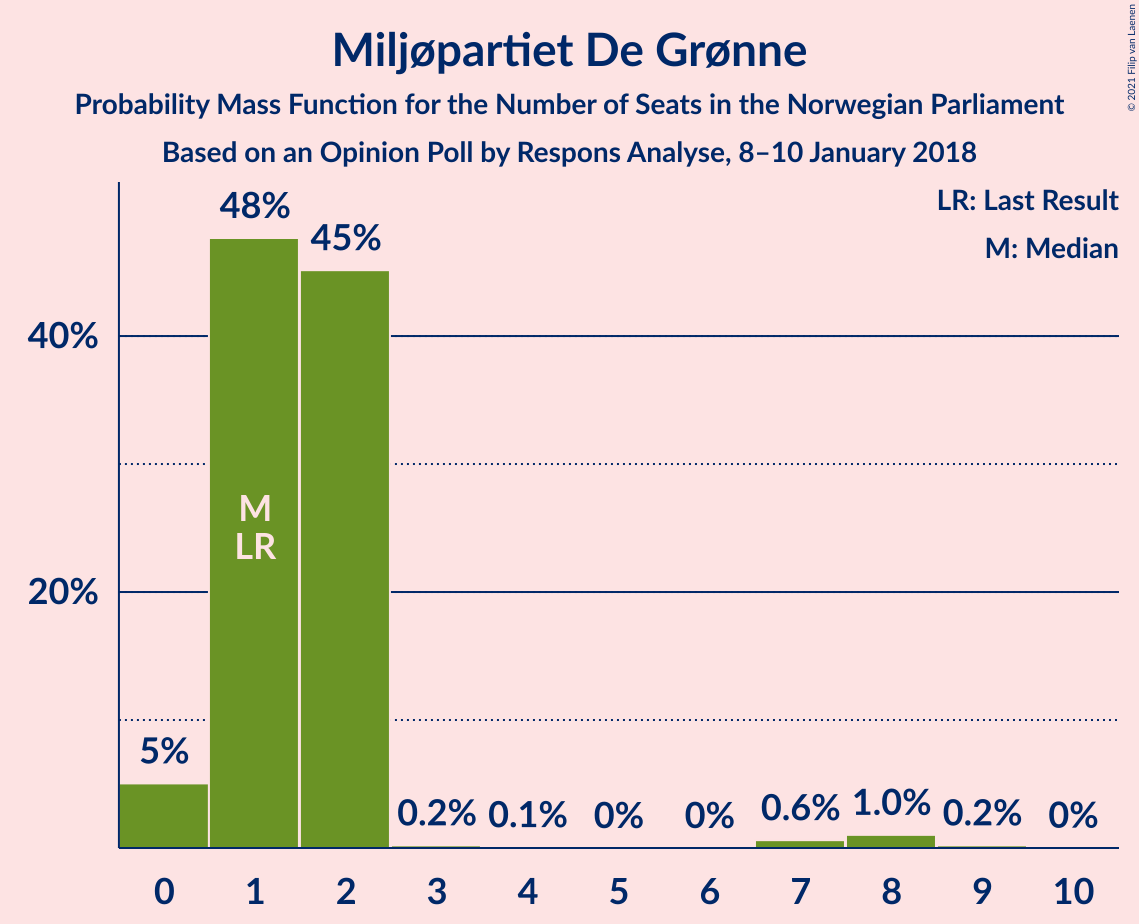 Miljøpartiet De Grønne
Probability Mass Function for the Number of Seats in the Norwegian Parliament
Based on an Opinion Poll by Respons Analyse, 8–10 January 2018
© 2021 Filip van Laenen
LR: Last Result
M: Median
48%
45%
40%
M
LR
20%
5%
0.2%
0.1%
0%
0%
0.6%
1.0%
0.2%
0%
0 1 2 3 4 5 6 7 8 9 10